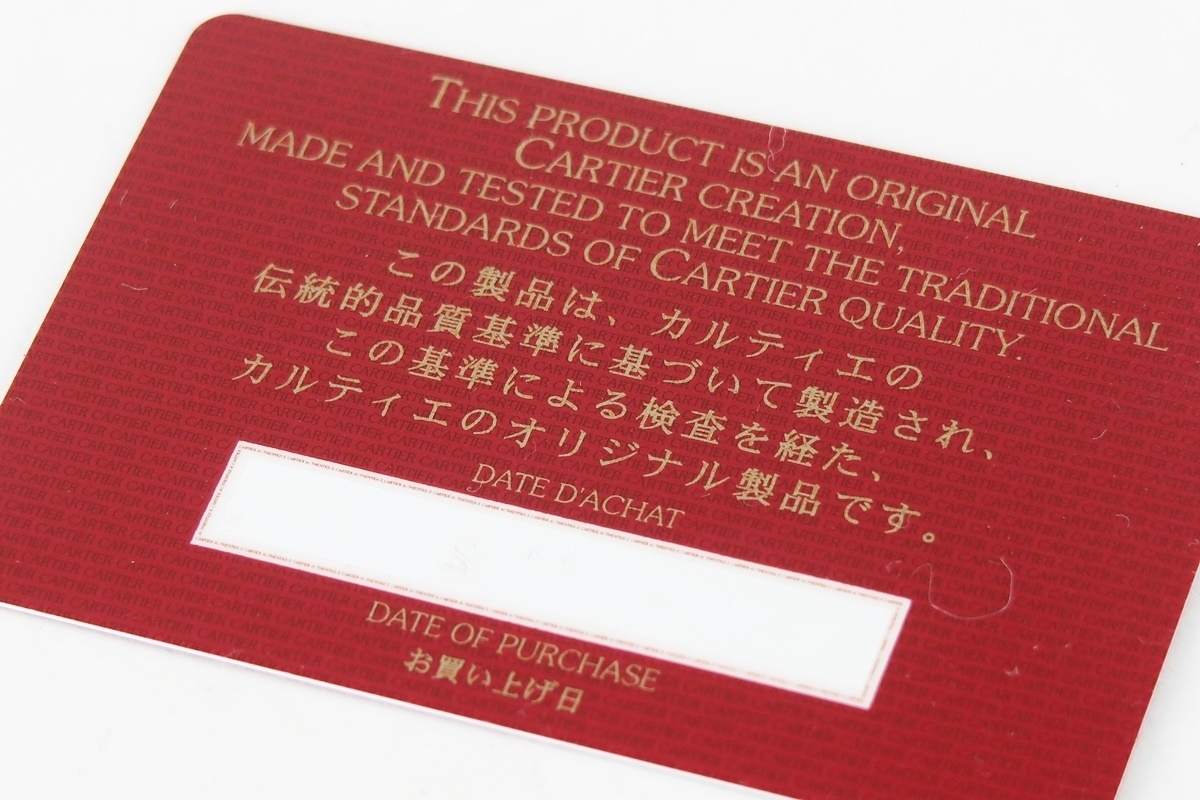 THIS PRODUCT IS AN ORIGINAL
CARTIER CREATION,
MADE AND TESTED TO MEET THE TRADITIONAL
STANDARDS OF CARTIER QUALITY.
この製品は、カルティエの
伝統的品質基準に基づいて製造され、
この基準による検査を経た、
カルティエのオリジナル製品です。
DATE D'ACHAT
DATE OF PURCHASE
お買い上げ日